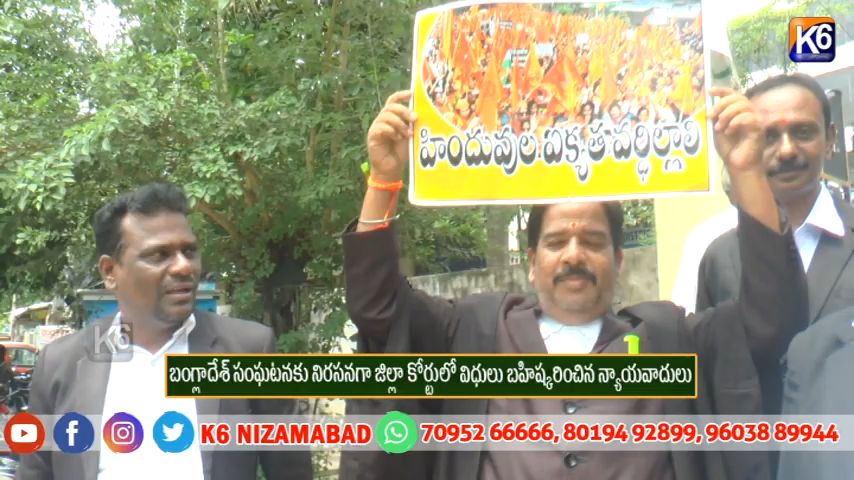 K6
హిందువుల ఐక్యత వర్ధిల్లాలి
K6
బంగ్లాదేశ్ సంఘటనకు నిరసనగా జిల్లా కోర్టులో విధులు బహిష్కరించిన న్యాయవాదులు
K6 NIZAMABAD 70952 66666, 80194 92899, 96038 89944